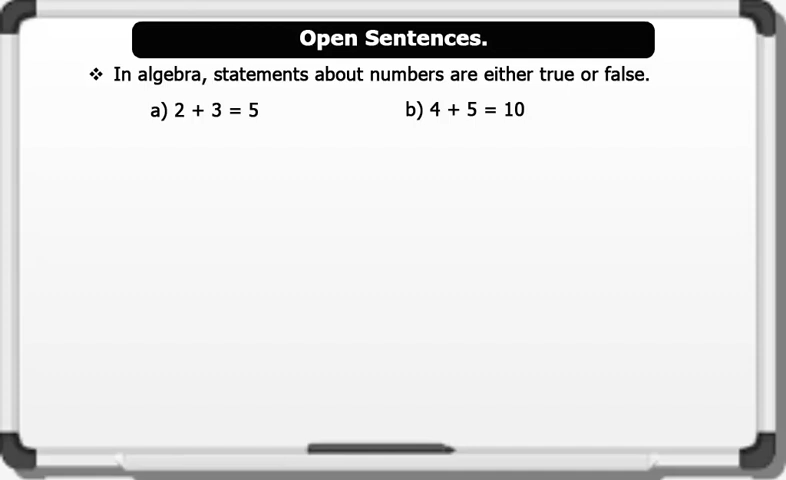 Open Sentences.
❖ In algebra, statements about numbers are either true or false.
a) 2 + 3 = 5 b) 4 + 5 = 10